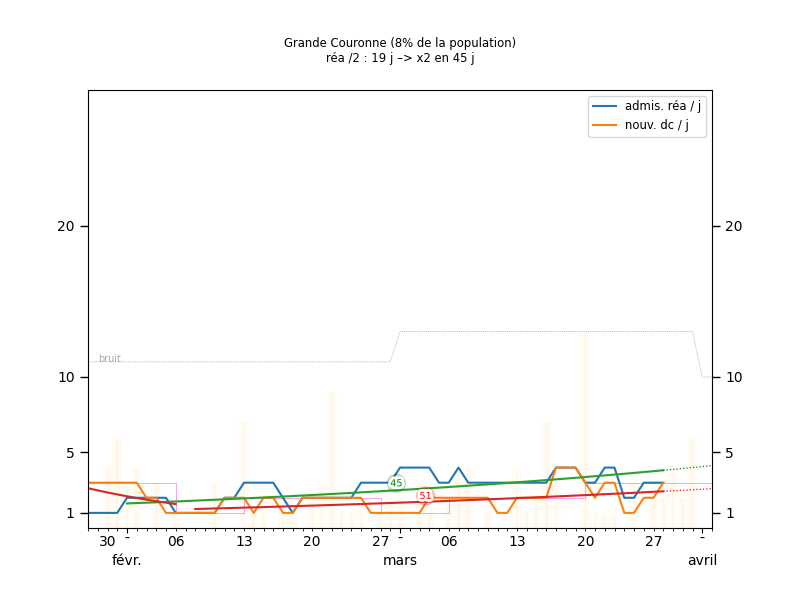 Grande Couronne (8% de la population)
réa /2 : 19 j –> x2 en 45 j
admis. réa / j
nouv. dc / j
20
20
bruit
10
10
5
5
45
51
1
1
30 - 06 13 20 27 - 06 13 20 27 -
févr. mars avril